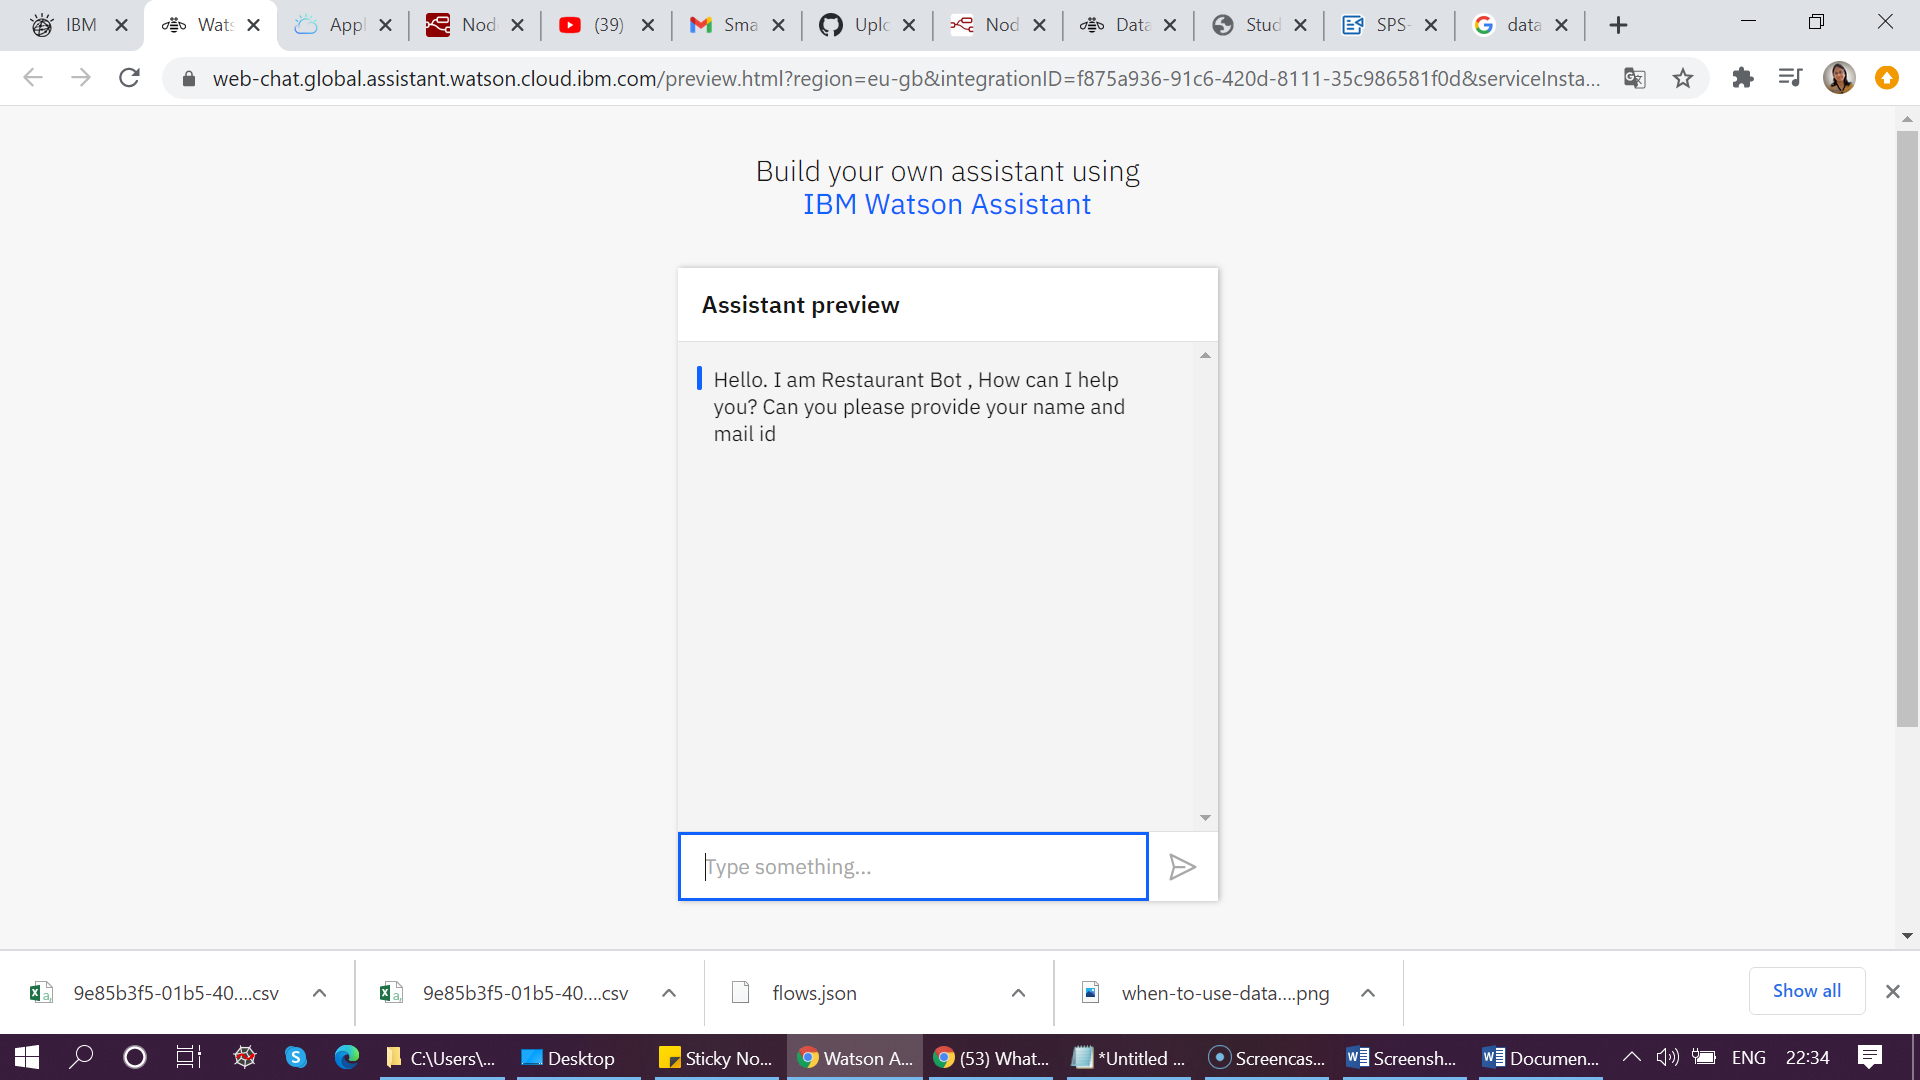 IBM
Wats
Appl
Nod
(39)
Sma
Uplc
Nod
Data
Stud
SPS-
data
web-chat.global.assistant.watson.cloud.ibm.com/preview.html?region=eu-gb&integrationID=f875a936-91c6-420d-8111-35c986581f0d&serviceInsta...
Build your own assistant using
IBM Watson Assistant
Assistant preview
Hello. I am Restaurant Bot , How can I help
you? Can you please provide your name and
mail id
Type something...
9e85b3f5-01b5-40....csv
9e85b3f5-01b5-40....csv
flows.json
when-to-use-data....png
Show all
C:\Users\...
Desktop
Sticky No...
Watson A...
(53) What...
*Untitled ...
Screencas...
Screensh...
Documen...
ENG
22:34